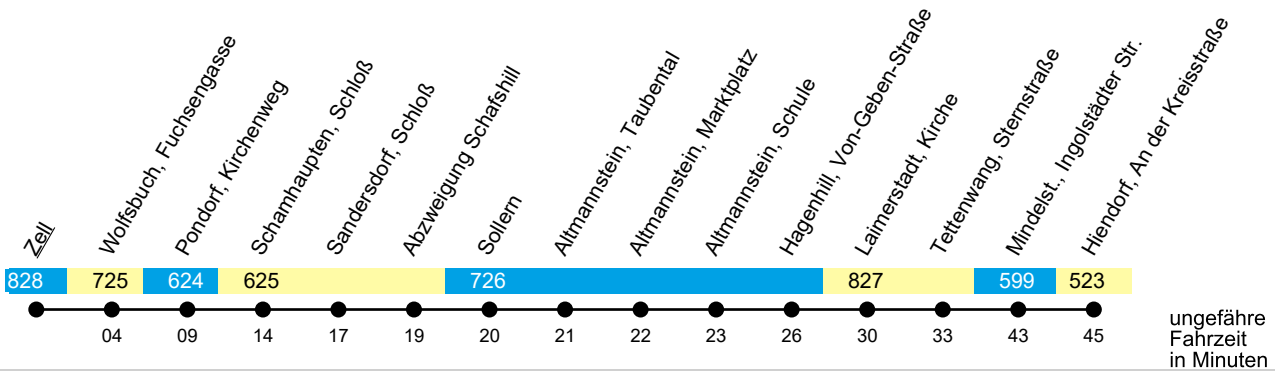 Zell
Wolfsbuch, Fuchsengasse
Pondorf, Kirchenweg
Schamhaupten, Schloß
Sandersdorf, Schloß
Abzweigung Schafshill
Sollern
Altmannstein, Taubental
Altmannstein, Marktplatz
Altmannstein, Schule
Hagenhill, Von-Geben-Straße
Laimerstadt, Kirche
Tettenwang, Sternstraße
Mindelst., Ingolstädter Str.
Hiendorf, An der Kreisstraße
828 725 624 625 726 827 599 523
04 09 14 17 19 20 21 22 23 26 30 33 43 45
ungefähre
Fahrzeit
in Minuten